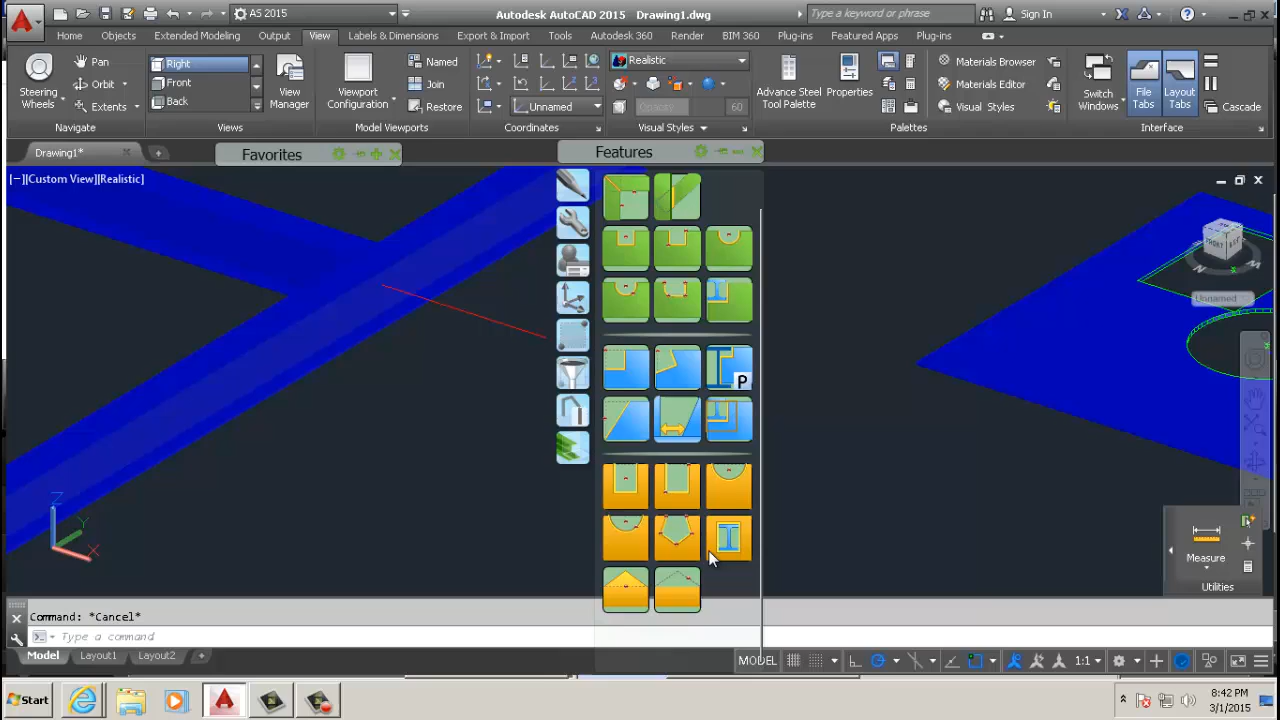 AS 2015
Autodesk AutoCAD 2015 Drawing1.dwg
Type a keyword or phrase
Sign In
Home Objects Extended Modeling Output View Labels & Dimensions Export & Import Tools Autodesk 360 Render BIM 360 Plug-ins Featured Apps Plug-ins
Steering Wheels
Pan
Orbit
Extents
Navigate
Right
Front
Back
Views
View Manager
Viewport Configuration
Named
Join
Restore
Model Viewports
Unnamed
Coordinates
Realistic
Opacity 60
Visual Styles
Advance Steel Tool Palette
Properties
Materials Browser
Materials Editor
Visual Styles
Palettes
Switch Windows
File Tabs
Layout Tabs
Cascade
Interface
Drawing1*
Favorites
Features
[−][Custom View][Realistic]
P
FRONT
Unnamed
Z
Y
X
Measure
Utilities
Command: *Cancel*
Type a command
Model Layout1 Layout2
MODEL
1:1
Start
8:42 PM
3/1/2015